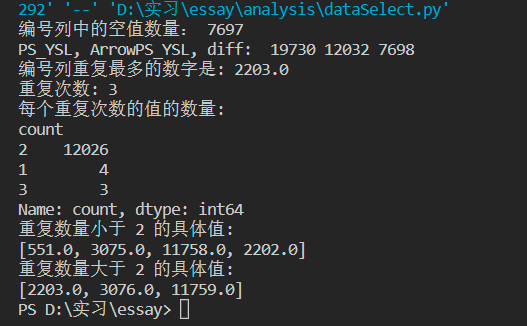 292' '--' 'D:\实习\essay\analysis\dataSelect.py'
编号列中的空值数量： 7697
PS_YSL, ArrowPS_YSL, diff:  19730 12032 7698
编号列重复最多的数字是: 2203.0
重复次数: 3
每个重复次数的值的数量:
count
2    12026
1        4
3        3
Name: count, dtype: int64
重复数量小于 2 的具体值:
[551.0, 3075.0, 11758.0, 2202.0]
重复数量大于 2 的具体值:
[2203.0, 3076.0, 11759.0]
PS D:\实习\essay>